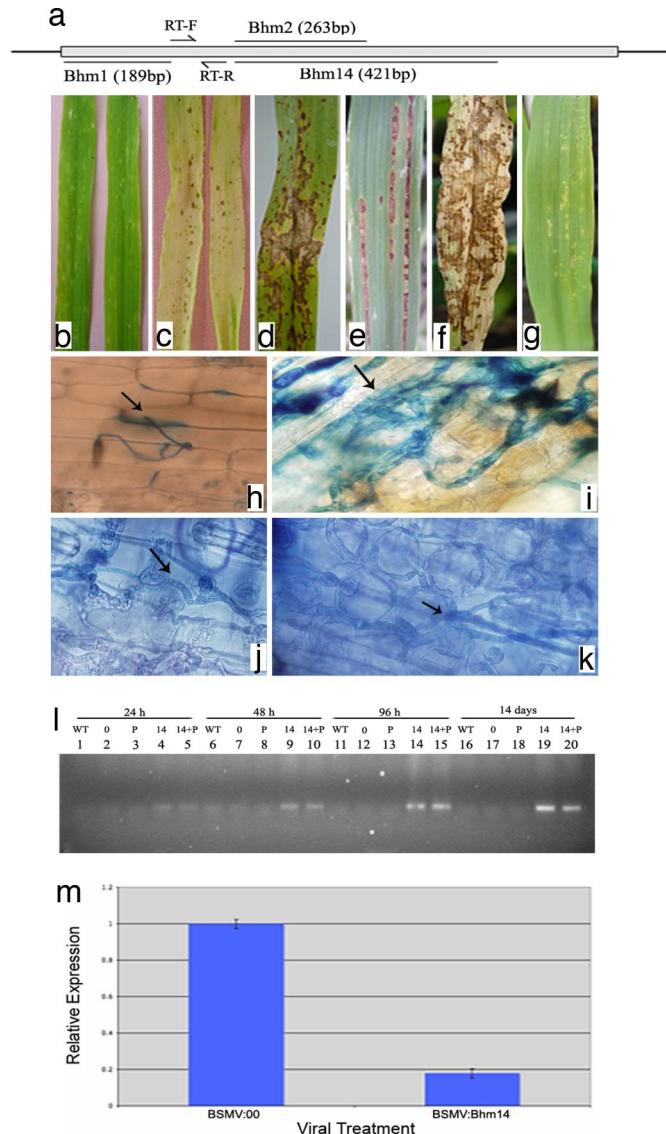 a
RT-F
Bhm2 (263bp)
Bhm1 (189bp)
RT-R
Bhm14 (421bp)
b c d e f g
h i
j k
l
24 h 48 h 96 h 14 days
WT 0 P 14 14+P WT 0 P 14 14+P WT 0 P 14 14+P WT 0 P 14 14+P
1 2 3 4 5 6 7 8 9 10 11 12 13 14 15 16 17 18 19 20
m
1.2
1
0.8
0.6
0.4
0.2
0
Relative Expression
BSMV:00 BSMV:Bhm14
Viral Treatment